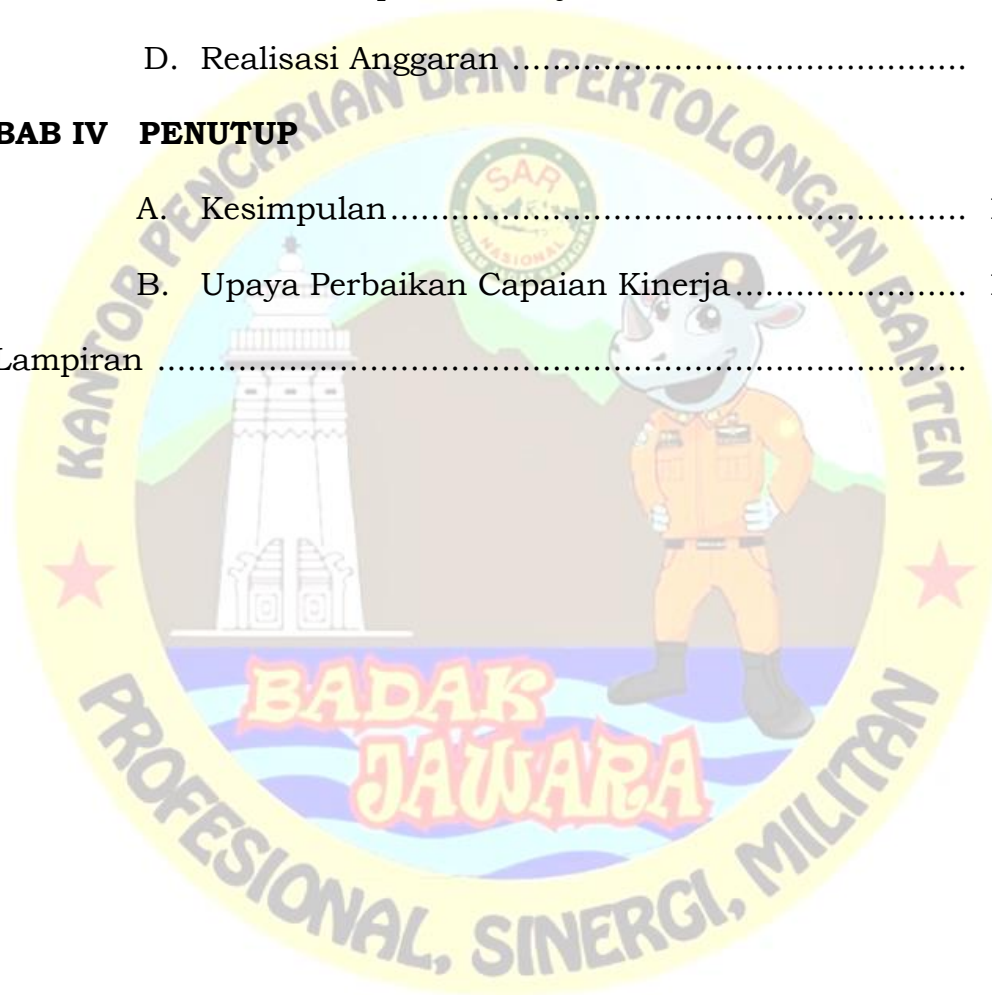 D. Realisasi Anggaran ............................................
BAB IV PENUTUP
A. Kesimpulan........................................................
B. Upaya Perbaikan Capaian Kinerja.......................
Lampiran ...............................................................................
KANTOR PENCARIAN DAN PERTOLONGAN BANTEN
SAR
NASIONAL
BADAK
JAWARA
PROFESIONAL, SINERGI, MILITAN